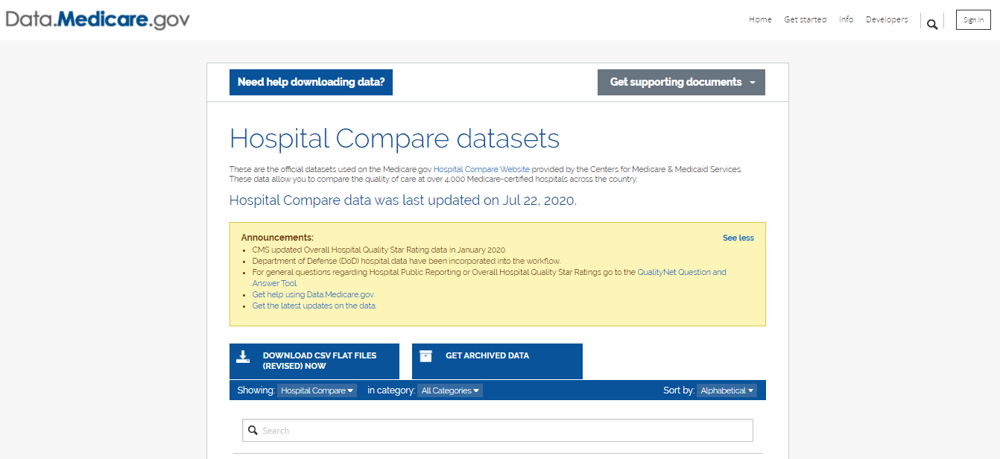 Data.Medicare.gov
Home Get started Info Developers Sign In
Need help downloading data? Get supporting documents
Hospital Compare datasets
These are the official datasets used on the Medicare.gov Hospital Compare Website provided by the Centers for Medicare & Medicaid Services.
These data allow you to compare the quality of care at over 4,000 Medicare-certified hospitals across the country.
Hospital Compare data was last updated on Jul 22, 2020.
Announcements: See less
• CMS updated Overall Hospital Quality Star Rating data in January 2020.
• Department of Defense (DoD) hospital data have been incorporated into the workflow.
• For general questions regarding Hospital Public Reporting or Overall Hospital Quality Star Ratings go to the QualityNet Question and
Answer Tool.
• Get help using Data.Medicare.gov.
• Get the latest updates on the data.
DOWNLOAD CSV FLAT FILES GET ARCHIVED DATA
(REVISED) NOW
Showing: Hospital Compare in category: All Categories Sort by: Alphabetical
Search